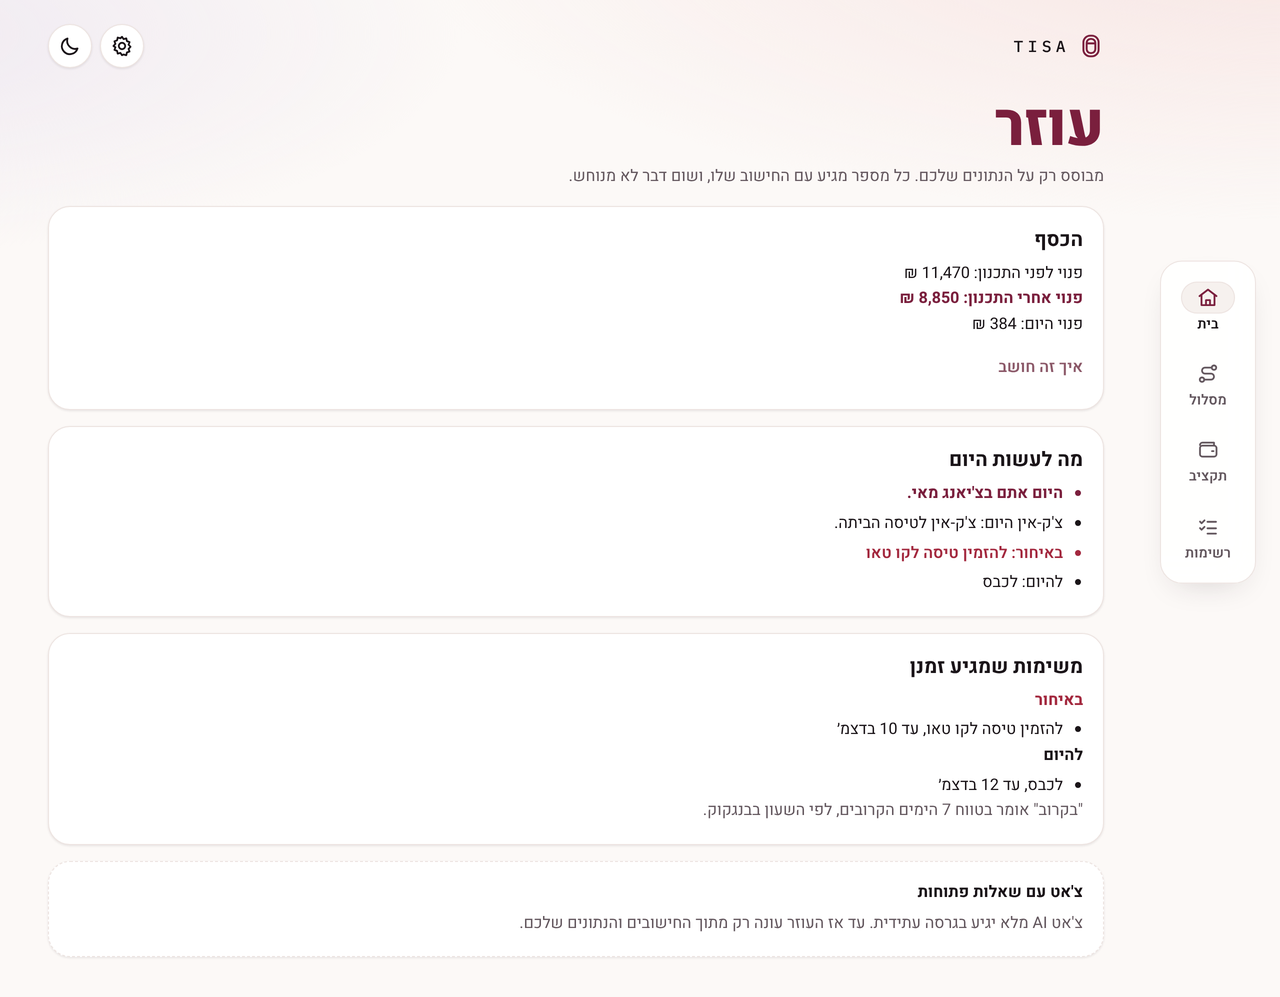 TISA
עוזר
מבוסס רק על הנתונים שלכם. כל מספר מגיע עם החישוב שלו, ושום דבר לא מנוחש.
הכסף
פנוי לפני התכנון: 11,470 ₪
פנוי אחרי התכנון: 8,850 ₪
פנוי היום: 384 ₪
איך זה חושב
מה לעשות היום
• היום אתם בצ'יאנג מאי.
• צ'ק-אין היום: צ'ק-אין לטיסה הביתה.
• באיחור: להזמין טיסה לקו טאו
• להיום: לכבס
משימות שמגיע זמנן
באיחור
• להזמין טיסה לקו טאו, עד 10 בדצמ׳
להיום
• לכבס, עד 12 בדצמ׳
"בקרוב" אומר בטווח 7 הימים הקרובים, לפי השעון בבנגקוק.
צ'אט עם שאלות פתוחות
צ'אט AI מלא יגיע בגרסה עתידית. עד אז העוזר עונה רק מתוך החישובים והנתונים שלכם.
בית
מסלול
תקציב
רשימות